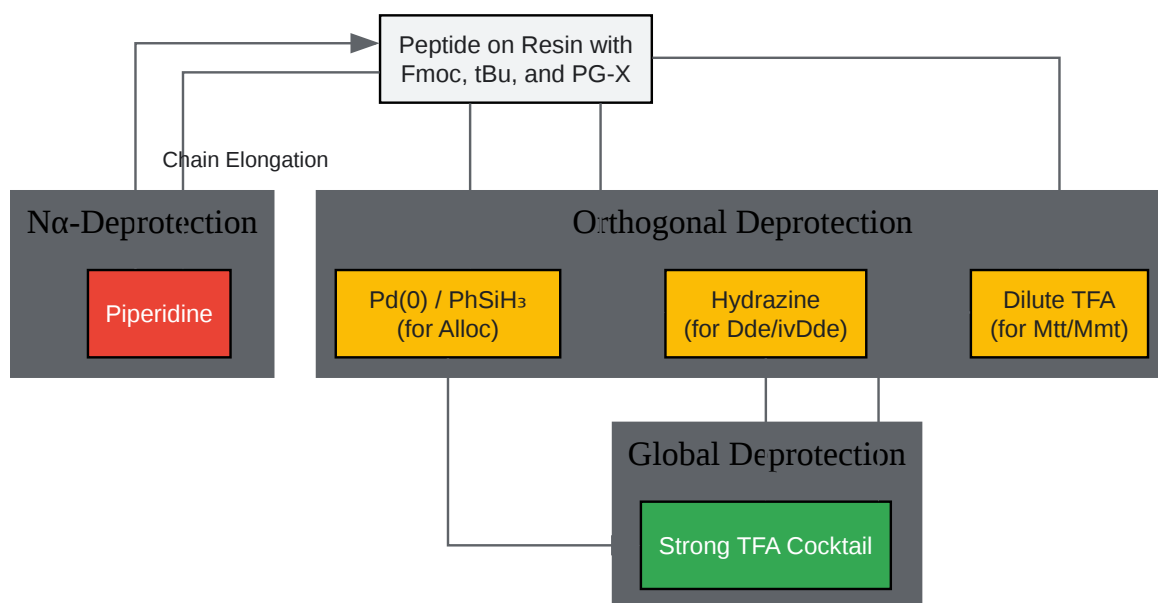 Peptide on Resin with
Fmoc, tBu, and PG-X
Chain Elongation
Nα-Deprotection
Piperidine
Orthogonal Deprotection
Pd(0) / PhSiH₃
(for Alloc)
Hydrazine
(for Dde/ivDde)
Dilute TFA
(for Mtt/Mmt)
Global Deprotection
Strong TFA Cocktail